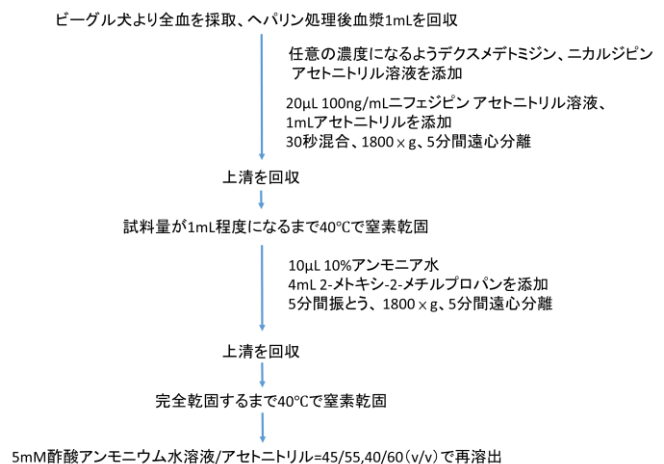 ビーグル犬より全血を採取、ヘパリン処理後血漿1mLを回収
任意の濃度になるようデクスメデトミジン、ニカルジピン
アセトニトリル溶液を添加
20μL 100ng/mLニフェジピン アセトニトリル溶液、
1mLアセトニトリルを添加
30秒混合、1800×g、5分間遠心分離
上清を回収
試料量が1mL程度になるまで40℃で窒素乾固
10μL 10%アンモニア水
4mL 2-メトキシ-2-メチルプロパンを添加
5分間振とう、1800×g、5分間遠心分離
上清を回収
完全乾固するまで40℃で窒素乾固
5mM酢酸アンモニウム水溶液/アセトニトリル=45/55,40/60(v/v)で再溶出